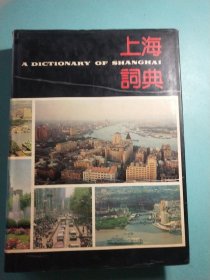 上海
A DICTIONARY OF SHANGHAI
詞典